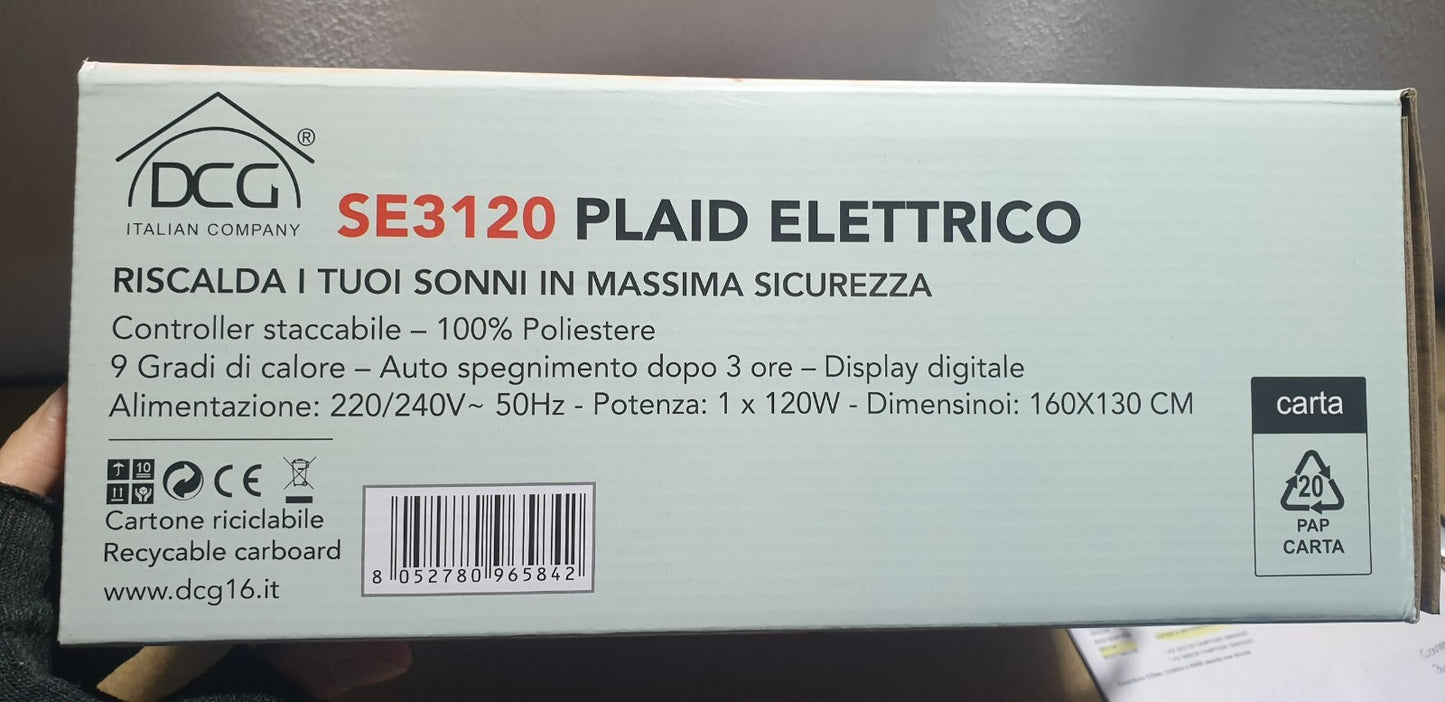 DCG®
ITALIAN COMPANY
SE3120 PLAID ELETTRICO
RISCALDA I TUOI SONNI IN MASSIMA SICUREZZA
Controller staccabile – 100% Poliestere
9 Gradi di calore – Auto spegnimento dopo 3 ore – Display digitale
Alimentazione: 220/240V~ 50Hz - Potenza: 1 x 120W - Dimensinoi: 160X130 CM
10
CE
Cartone riciclabile
Recycable carboard
www.dcg16.it
8 052780 965842
carta
20
PAP
CARTA